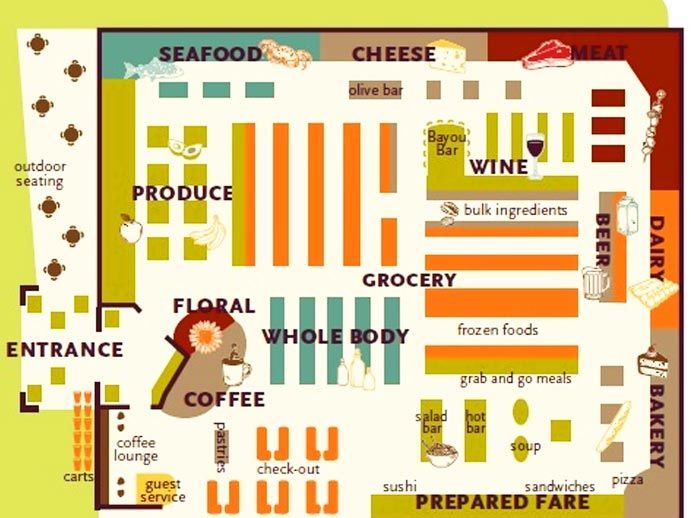 SEAFOOD
CHEESE
MEAT
olive bar
outdoor
seating
Bayou
Bar
WINE
PRODUCE
bulk ingredients
BEER
DAIRY
GROCERY
FLORAL
WHOLE BODY
frozen foods
ENTRANCE
grab and go meals
COFFEE
BAKERY
salad
bar
hot
bar
coffee
lounge
pastries
soup
check-out
carts
guest
service
sushi
sandwiches
pizza
PREPARED FARE